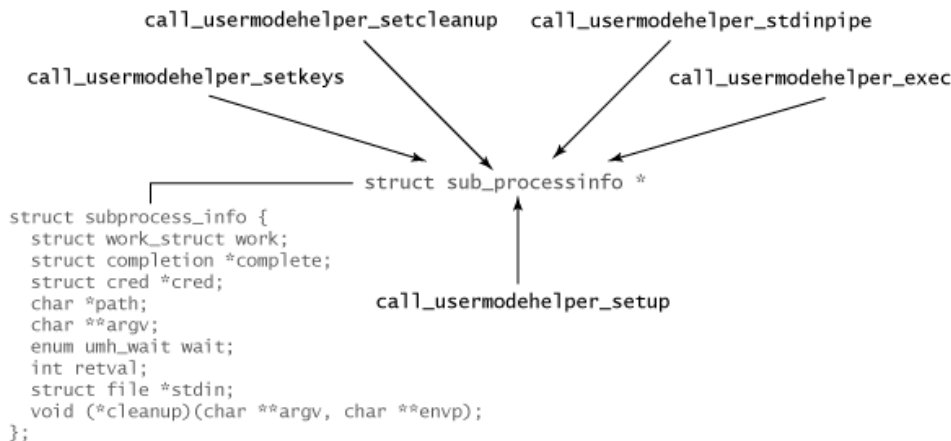 call_usermodehelper_setcleanup call_usermodehelper_stdinpipe
call_usermodehelper_setkeys call_usermodehelper_exec
struct sub_processinfo *
struct subprocess_info {
struct work_struct work;
struct completion *complete;
struct cred *cred;
char *path;
char **argv;
enum umh_wait wait;
int retval;
struct file *stdin;
void (*cleanup)(char **argv, char **envp);
};
call_usermodehelper_setup